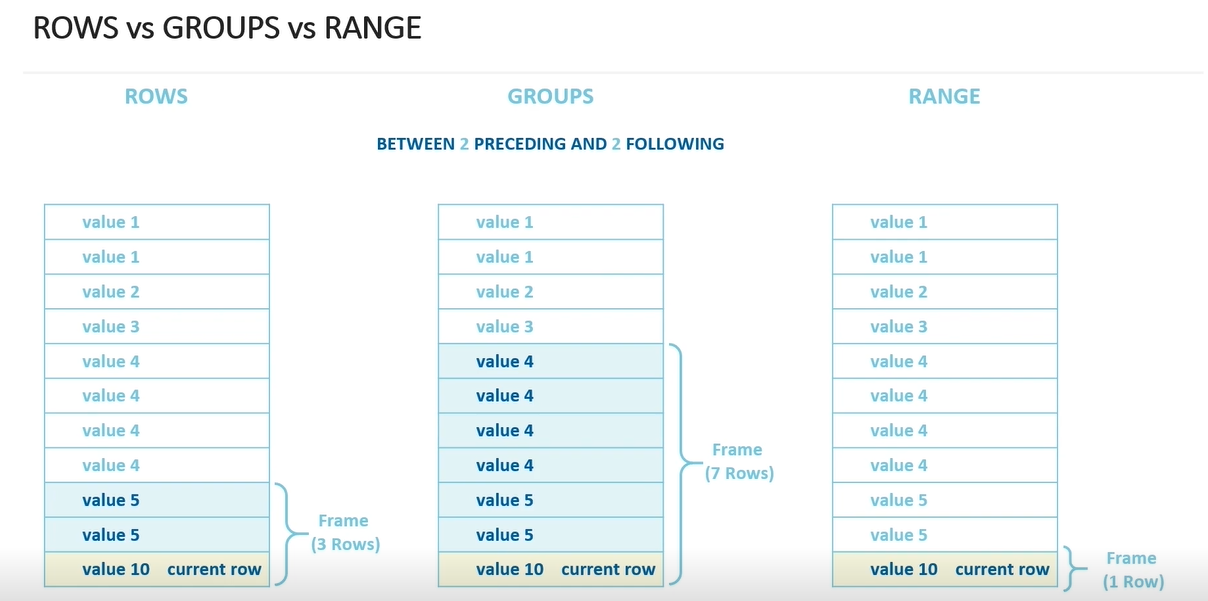 ROWS vs GROUPS vs RANGE
ROWS
GROUPS
RANGE
BETWEEN 2 PRECEDING AND 2 FOLLOWING
value 1
value 1
value 2
value 3
value 4
value 4
value 4
value 4
value 5
value 5
value 10 current row
Frame
(3 Rows)
value 1
value 1
value 2
value 3
value 4
value 4
value 4
value 4
value 5
value 5
value 10 current row
Frame
(7 Rows)
value 1
value 1
value 2
value 3
value 4
value 4
value 4
value 4
value 5
value 5
value 10 current row
Frame
(1 Row)